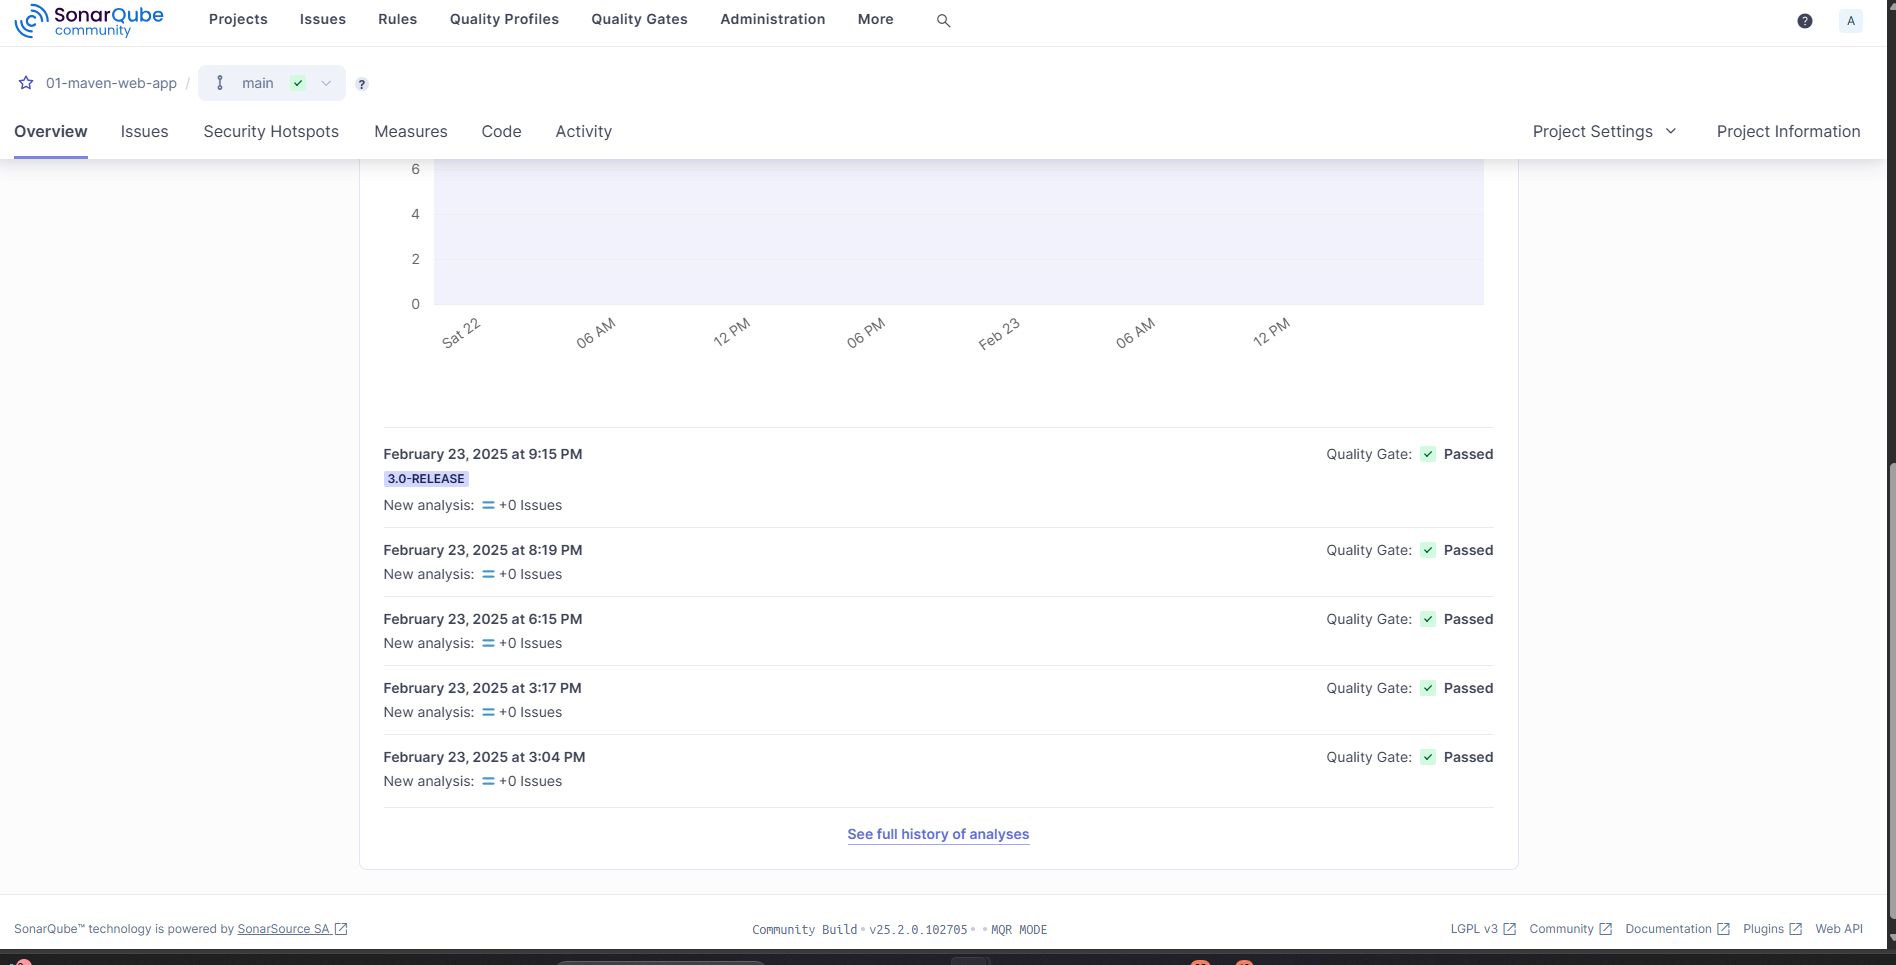 SonarQube community
Projects Issues Rules Quality Profiles Quality Gates Administration More
? A
01-maven-web-app / main ?
Overview Issues Security Hotspots Measures Code Activity Project Settings Project Information
6
4
2
0
Sat 22 06 AM 12 PM 06 PM Feb 23 06 AM 12 PM
February 23, 2025 at 9:15 PM Quality Gate: Passed
3.0-RELEASE
New analysis: +0 Issues
February 23, 2025 at 8:19 PM Quality Gate: Passed
New analysis: +0 Issues
February 23, 2025 at 6:15 PM Quality Gate: Passed
New analysis: +0 Issues
February 23, 2025 at 3:17 PM Quality Gate: Passed
New analysis: +0 Issues
February 23, 2025 at 3:04 PM Quality Gate: Passed
New analysis: +0 Issues
See full history of analyses
SonarQube™ technology is powered by SonarSource SA Community Build • v25.2.0.102705 • • MQR MODE LGPL v3 Community Documentation Plugins Web API